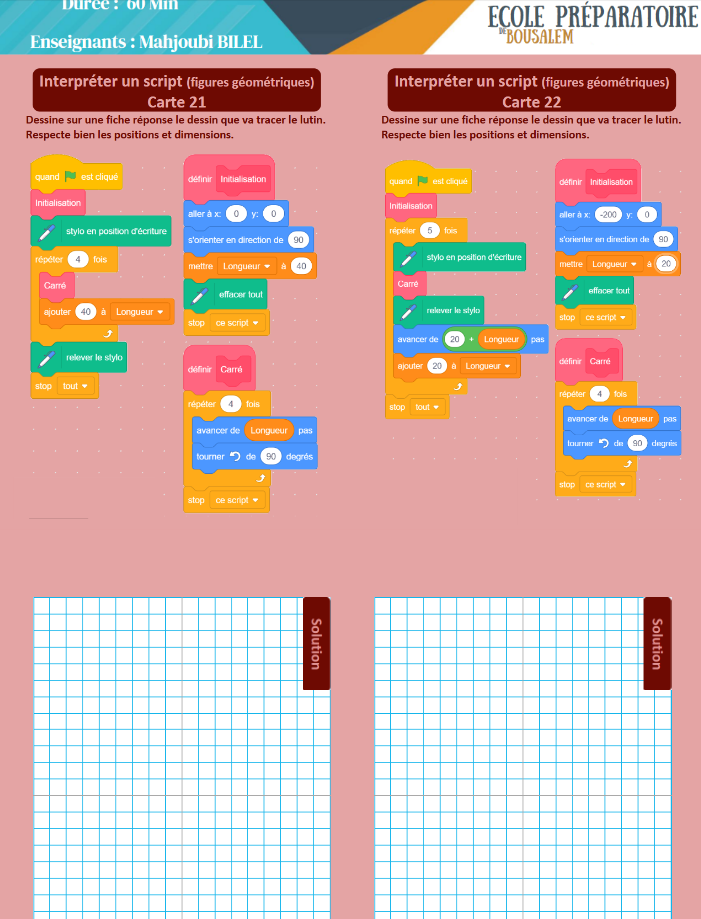 Durée : 60 Min
Enseignants : Mahjoubi BILEL
ECOLE PRÉPARATOIRE
DE BOUSALEM
Interpréter un script (figures géométriques)
Carte 21
Dessine sur une fiche réponse le dessin que va tracer le lutin.
Respecte bien les positions et dimensions.
quand est cliqué
Initialisation
stylo en position d'écriture
répéter 4 fois
Carré
ajouter 40 à Longueur
relever le stylo
stop tout
définir Initialisation
aller à x: 0 y: 0
s'orienter en direction de 90
mettre Longueur à 40
effacer tout
stop ce script
définir Carré
répéter 4 fois
avancer de Longueur pas
tourner de 90 degrés
stop ce script
Interpréter un script (figures géométriques)
Carte 22
Dessine sur une fiche réponse le dessin que va tracer le lutin.
Respecte bien les positions et dimensions.
quand est cliqué
Initialisation
répéter 5 fois
stylo en position d'écriture
Carré
relever le stylo
avancer de 20 + Longueur pas
ajouter 20 à Longueur
stop tout
définir Initialisation
aller à x: -200 y: 0
s'orienter en direction de 90
mettre Longueur à 20
effacer tout
stop ce script
définir Carré
répéter 4 fois
avancer de Longueur pas
tourner de 90 degrés
stop ce script
Solution
Solution